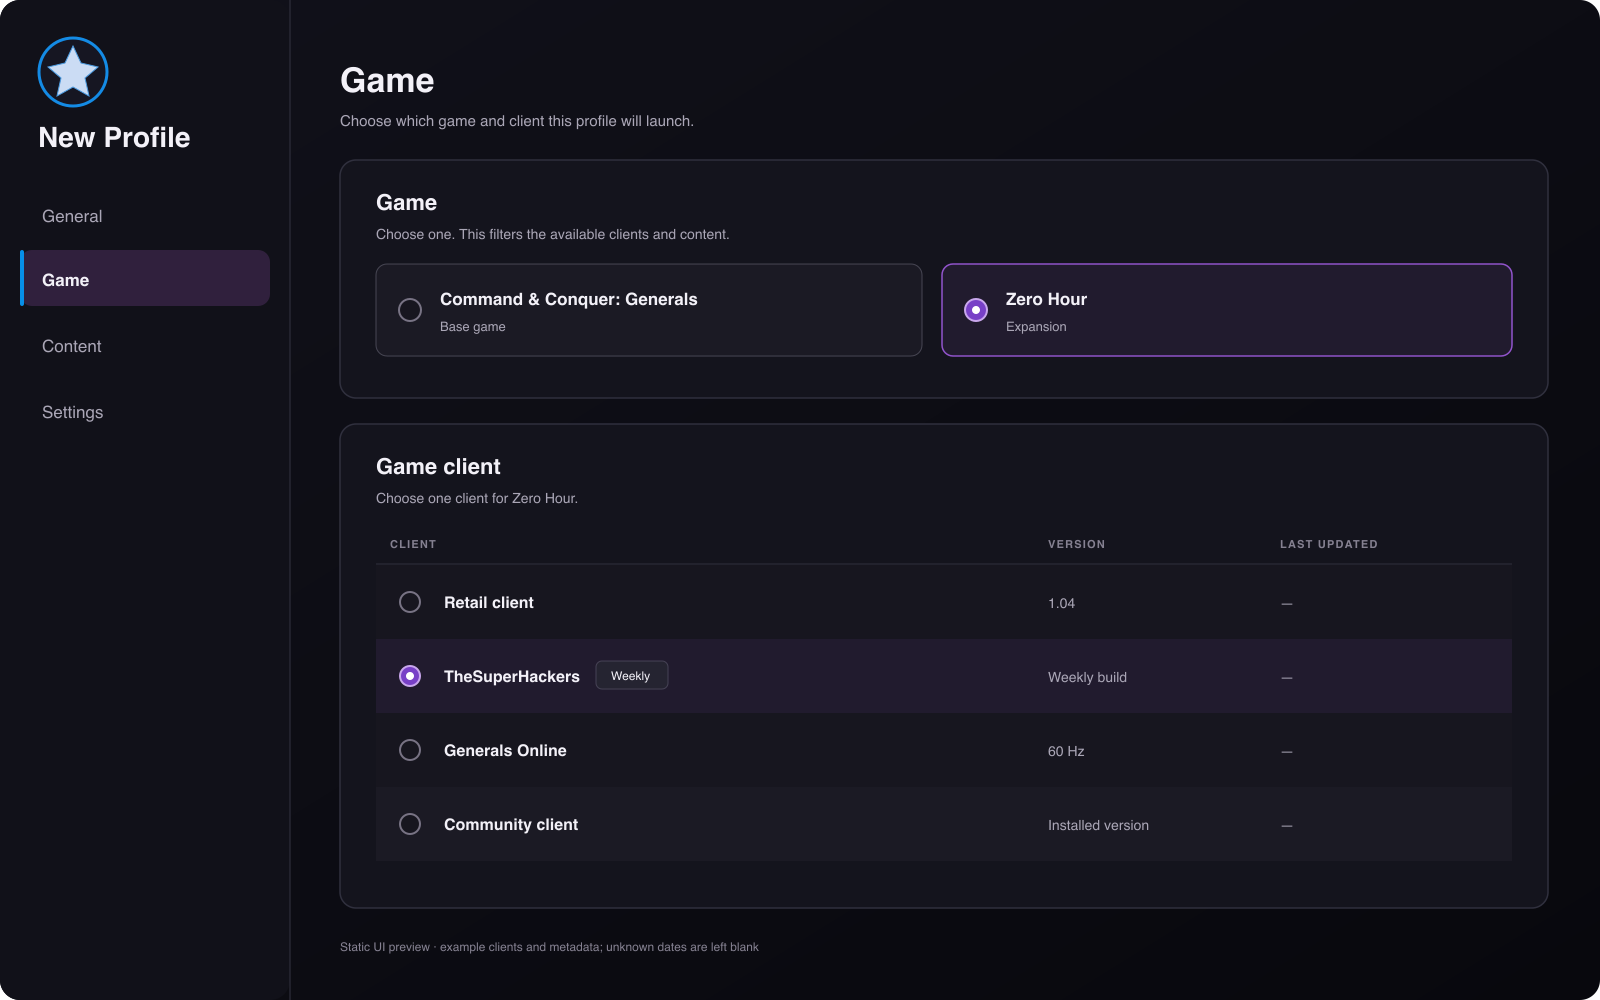 New Profile
General
Game
Content
Settings
Game
Choose which game and client this profile will launch.
Game
Choose one. This filters the available clients and content.
Command & Conquer: Generals
Base game
Zero Hour
Expansion
Game client
Choose one client for Zero Hour.
CLIENT VERSION LAST UPDATED
Retail client 1.04 —
TheSuperHackers Weekly Weekly build —
Generals Online 60 Hz —
Community client Installed version —
Static UI preview · example clients and metadata; unknown dates are left blank